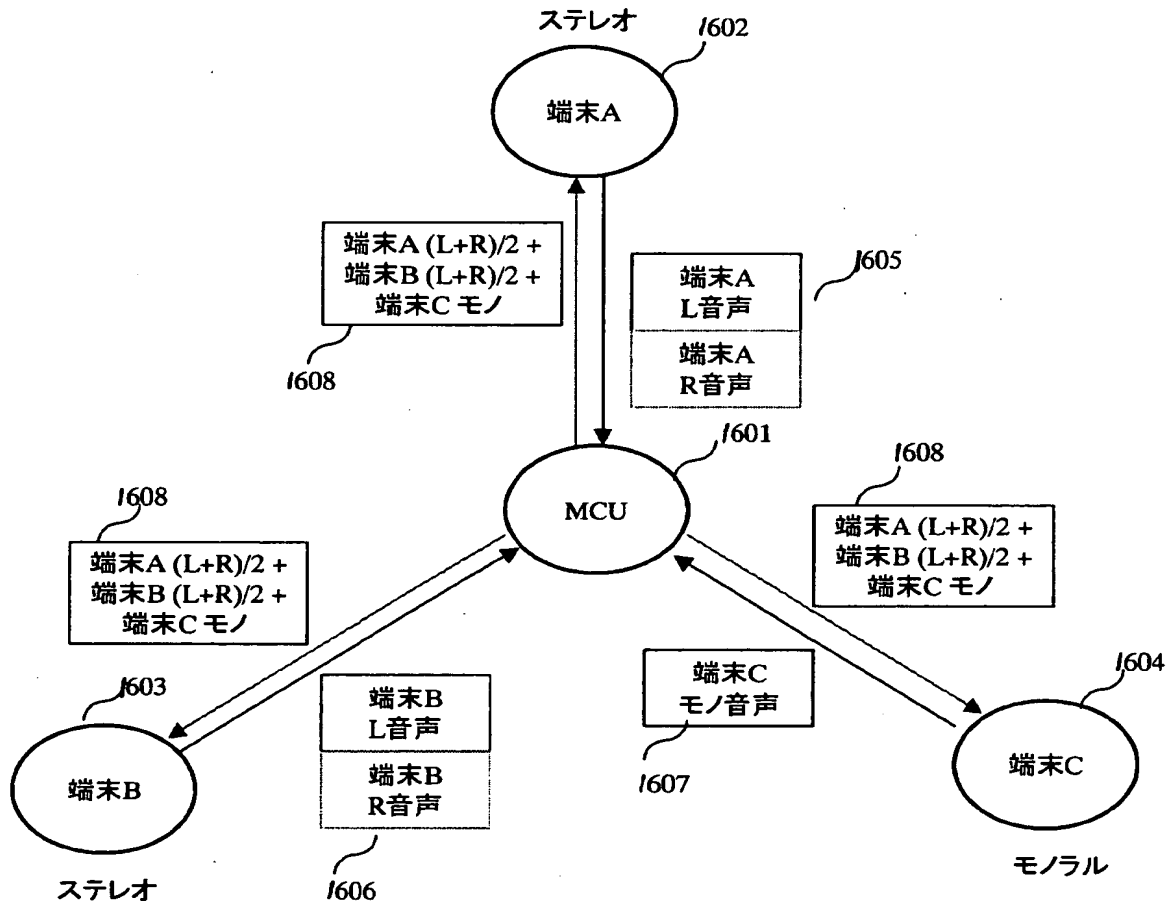 ステレオ
1602
端末A
端末A (L+R)/2 +
端末B (L+R)/2 +
端末C モノ
1608
端末A
L音声
端末A
R音声
1605
1601
MCU
1608
端末A (L+R)/2 +
端末B (L+R)/2 +
端末C モノ
1608
端末A (L+R)/2 +
端末B (L+R)/2 +
端末C モノ
1603
端末B
ステレオ
端末B
L音声
端末B
R音声
1606
端末C
モノ音声
1607
1604
端末C
モノラル